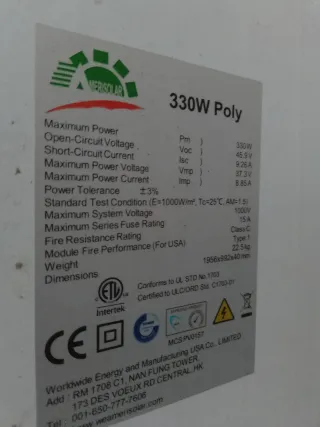 AMERISOLAR
330W Poly
Maximum Power Pm ) 330W
Open-Circuit Voltage Voc ) 45.9V
Short-Circuit Current Isc ) 9.26A
Maximum Power Voltage Vmp ) 37.3V
Maximum Power Current Imp ) 8.85A
Power Tolerance ±3%
Standard Test Condition (E=1000W/m², Tc=25℃, AM=1.5)
Maximum System Voltage 1000V
Maximum Series Fuse Rating 15A
Fire Resistance Rating Class C
Module Fire Performance (For USA) Type 1
Weight 22.5kg
Dimensions 1956x992x40 mm
ETL
Intertek
Conforms to UL STD No.1703
Certified to ULC/ORD Std. C1703-01
CE
MCS PV0157
Worldwide Energy and Manufacturing USA Co., LIMITED
Add : RM 1708 C1, NAN FUNG TOWER,
173 DES VOEUX RD CENTRAL, HK
Tel : 001-650-777-7608
www.weamerisolar.com